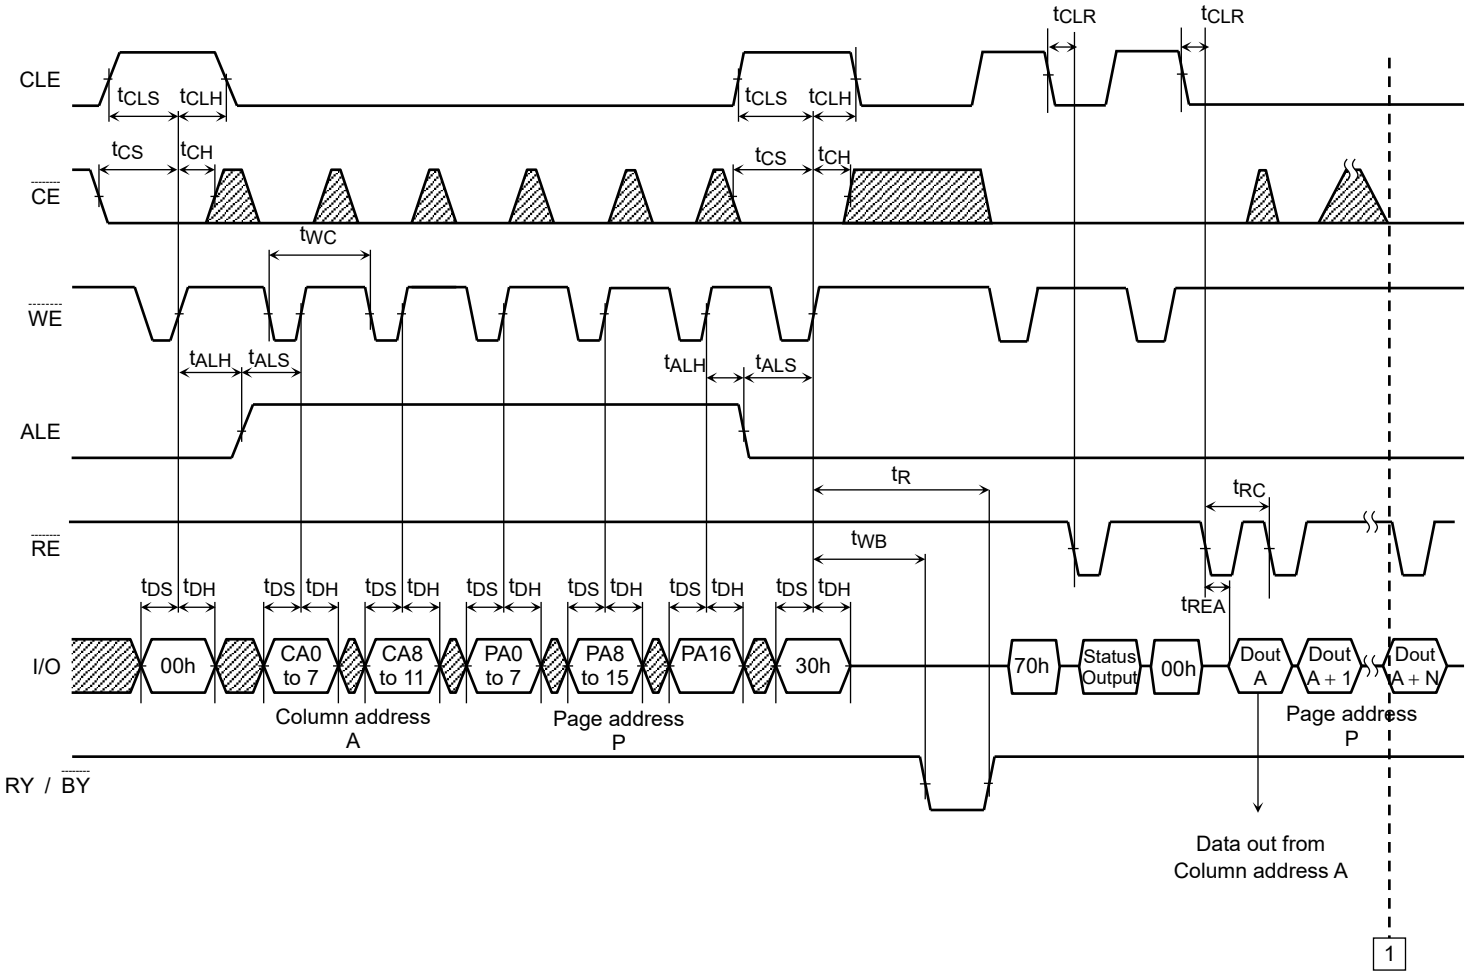 tCLR tCLR
CLE
tCLS tCLH tCLS tCLH
tCS tCH tCS tCH
CE
tWC
WE
tALH tALS tALH tALS
ALE
tR
tRC
RE
tWB
tDS tDH tDS tDH tDS tDH tDS tDH tDS tDH tDS tDH tDS tDH
tREA
I/O
00h
CA0
to 7
CA8
to 11
PA0
to 7
PA8
to 15
PA16
30h
70h
Status
Output
00h
Dout
A
Dout
A + 1
Dout
A + N
Column address
A
Page address
P
Page address
P
RY / BY
Data out from
Column address A
1